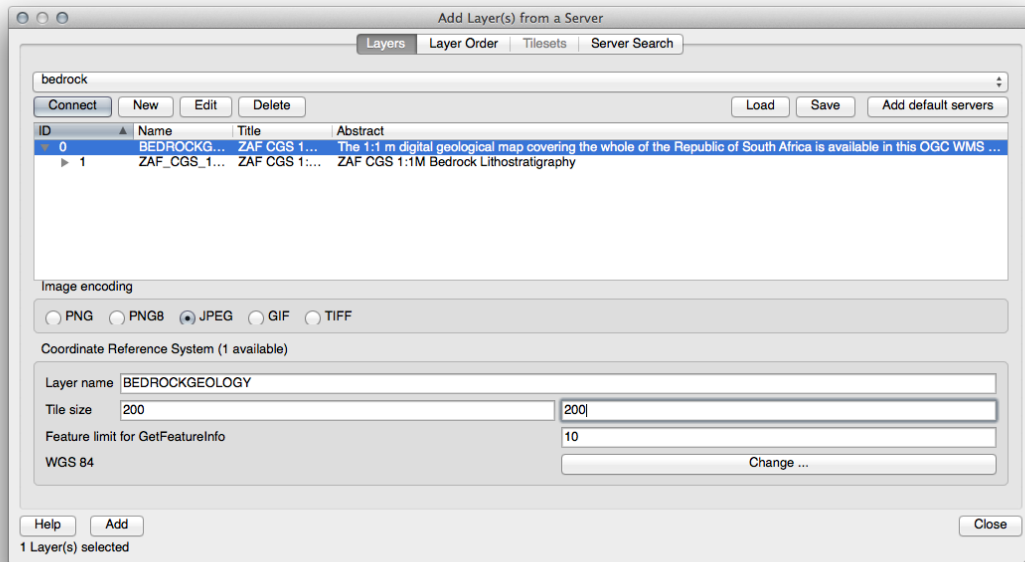 Add Layer(s) from a Server
Layers Layer Order Tilesets Server Search
bedrock
Connect New Edit Delete Load Save Add default servers
ID Name Title Abstract
0 BEDROCKG... ZAF CGS 1... The 1:1 m digital geological map covering the whole of the Republic of South Africa is available in this OGC WMS ...
1 ZAF_CGS_1... ZAF CGS 1:... ZAF CGS 1:1M Bedrock Lithostratigraphy
Image encoding
PNG PNG8 JPEG GIF TIFF
Coordinate Reference System (1 available)
Layer name BEDROCKGEOLOGY
Tile size 200 200
Feature limit for GetFeatureInfo 10
WGS 84 Change ...
Help Add Close
1 Layer(s) selected